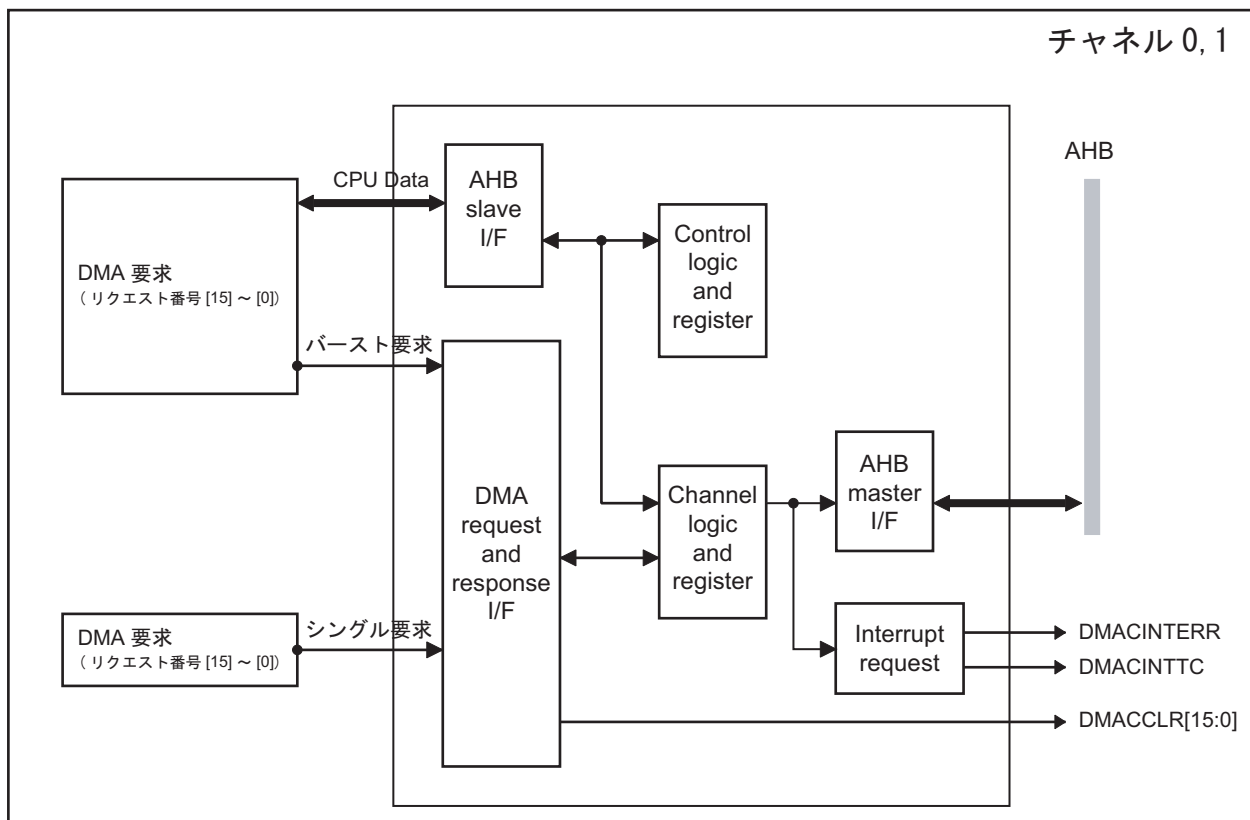 チャネル 0, 1
AHB
CPU Data
AHB
slave
I/F
Control
logic
and
register
DMA 要求
( リクエスト番号 [15] ～ [0])
バースト要求
DMA
request
and
response
I/F
Channel
logic
and
register
AHB
master
I/F
DMA 要求
( リクエスト番号 [15] ～ [0])
シングル要求
Interrupt
request
DMACINTERR
DMACINTTC
DMACCLR[15:0]